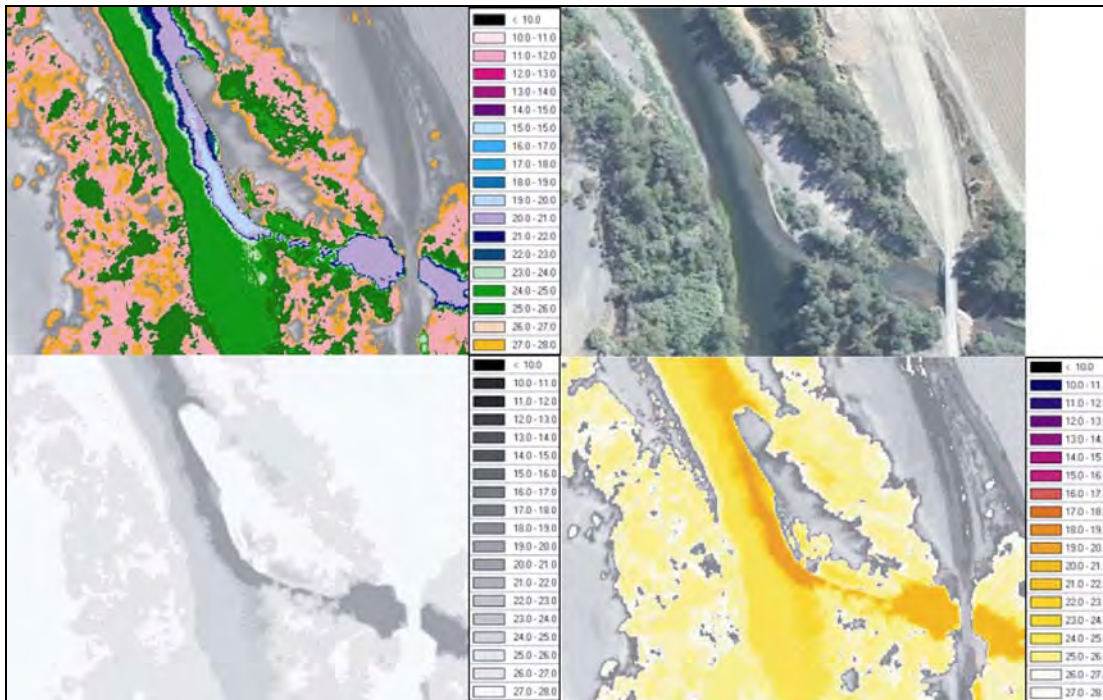 < 10.0
10.0 - 11.0
11.0 - 12.0
12.0 - 13.0
13.0 - 14.0
14.0 - 15.0
15.0 - 15.0
16.0 - 17.0
17.0 - 18.0
18.0 - 19.0
19.0 - 20.0
20.0 - 21.0
21.0 - 22.0
22.0 - 23.0
23.0 - 24.0
24.0 - 25.0
25.0 - 26.0
26.0 - 27.0
27.0 - 28.0
< 10.0
10.0 - 11.0
11.0 - 12.0
12.0 - 13.0
13.0 - 14.0
14.0 - 15.0
15.0 - 16.0
16.0 - 17.0
17.0 - 18.0
18.0 - 19.0
19.0 - 20.0
20.0 - 21.0
21.0 - 22.0
22.0 - 23.0
23.0 - 24.0
24.0 - 25.0
25.0 - 26.0
26.0 - 27.0
27.0 - 28.0
< 10.0
10.0 - 11.
11.0 - 12.
12.0 - 13.
13.0 - 14.
14.0 - 15.
15.0 - 16
16.0 - 17.
17.0 - 18.
18.0 - 19.
19.0 - 20.
20.0 - 21.
21.0 - 22.
22.0 - 23.
23.0 - 24.
24.0 - 25.
25.0 - 26.
26.0 - 27.
27.0 - 28.